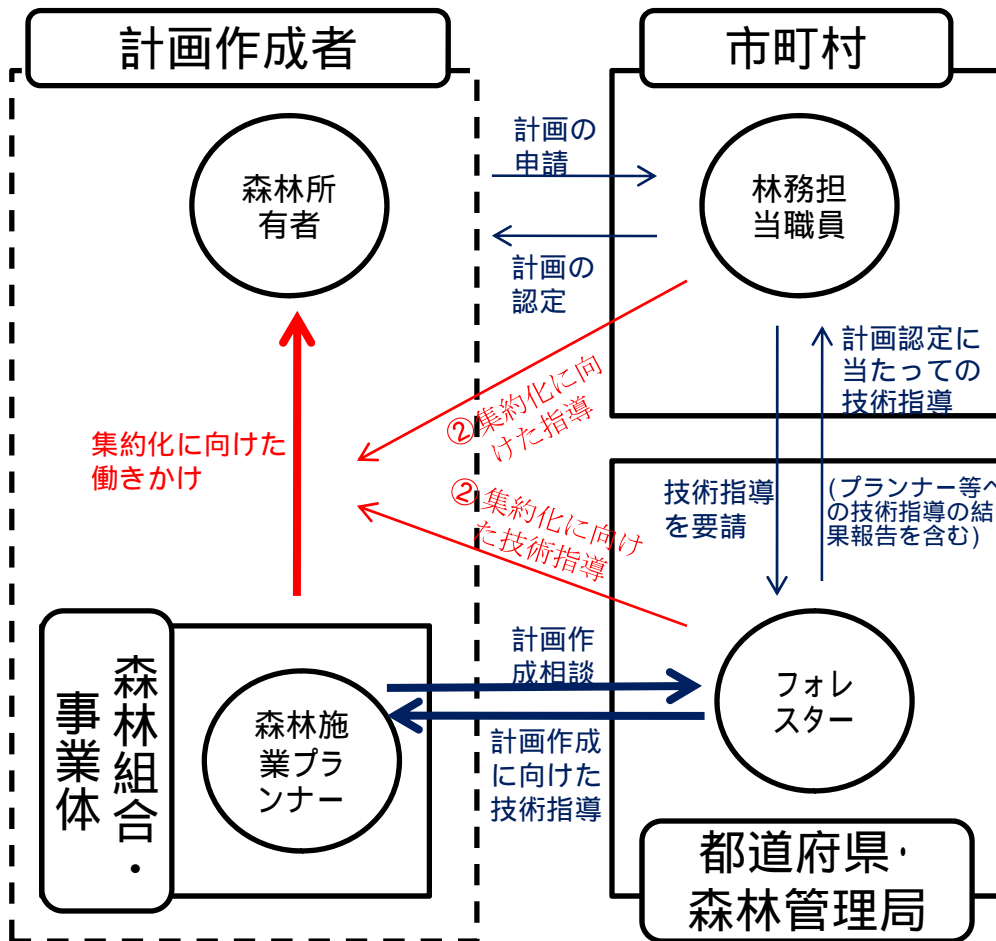 計画作成者
市町村
森林所
有者
計画の
申請
林務担
当職員
計画の
認定
計画認定に
当たっての
技術指導
②集約化に向
けた指導
集約化に向けた
働きかけ
②集約化に向け
た技術指導
技術指導
を要請
(プランナー等へ
の技術指導の結
果報告を含む)
計画作
成相談
森林組合・
事業体
森林施
業プラ
ンナー
フォレ
スター
計画作成
に向けた
技術指導
都道府県・
森林管理局